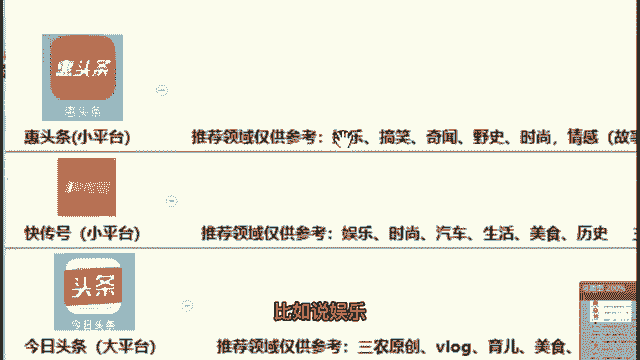 惠头条
惠头条
惠头条(小平台) 推荐领域仅供参考：娱乐、搞笑、奇闻、野史、时尚，情感（故事
快传号（小平台） 推荐领域仅供参考：娱乐、时尚、汽车、生活、美食、历史
头条
今日头条
比如说娱乐
今日头条（大平台） 推荐领域仅供参考：三农原创、vlog、育儿、美食、